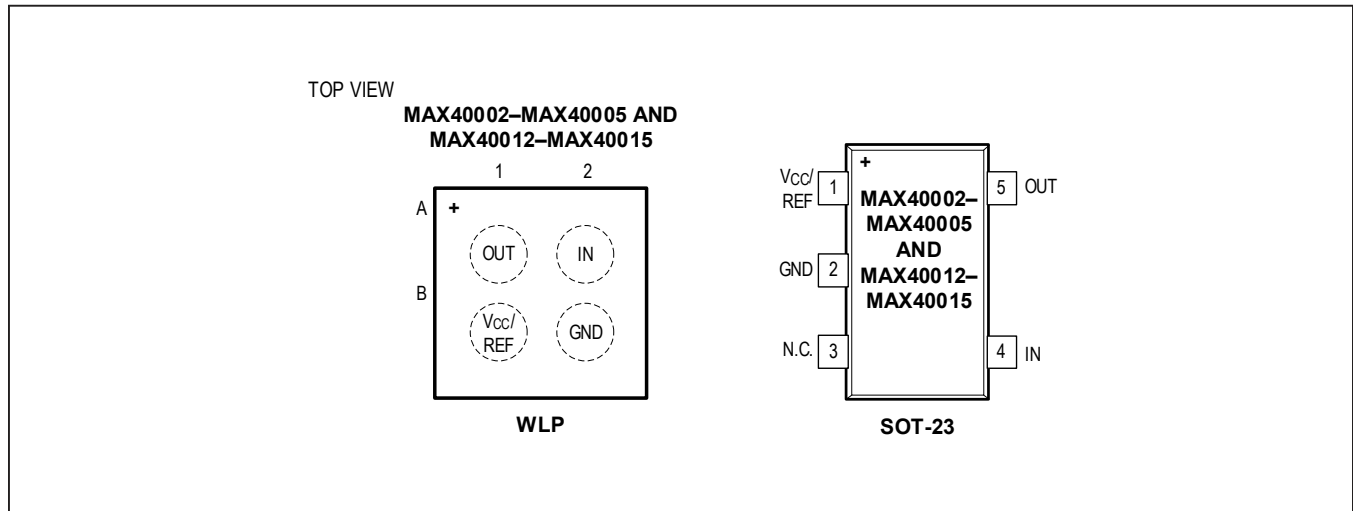 TOP VIEW
MAX40002–MAX40005 AND
MAX40012–MAX40015
1 2
A +
OUT IN
B
VCC/
REF
GND
WLP
+
VCC/
REF
1
MAX40002–
MAX40005
AND
MAX40012–
MAX40015
5 OUT
GND 2
N.C. 3
4 IN
SOT-23